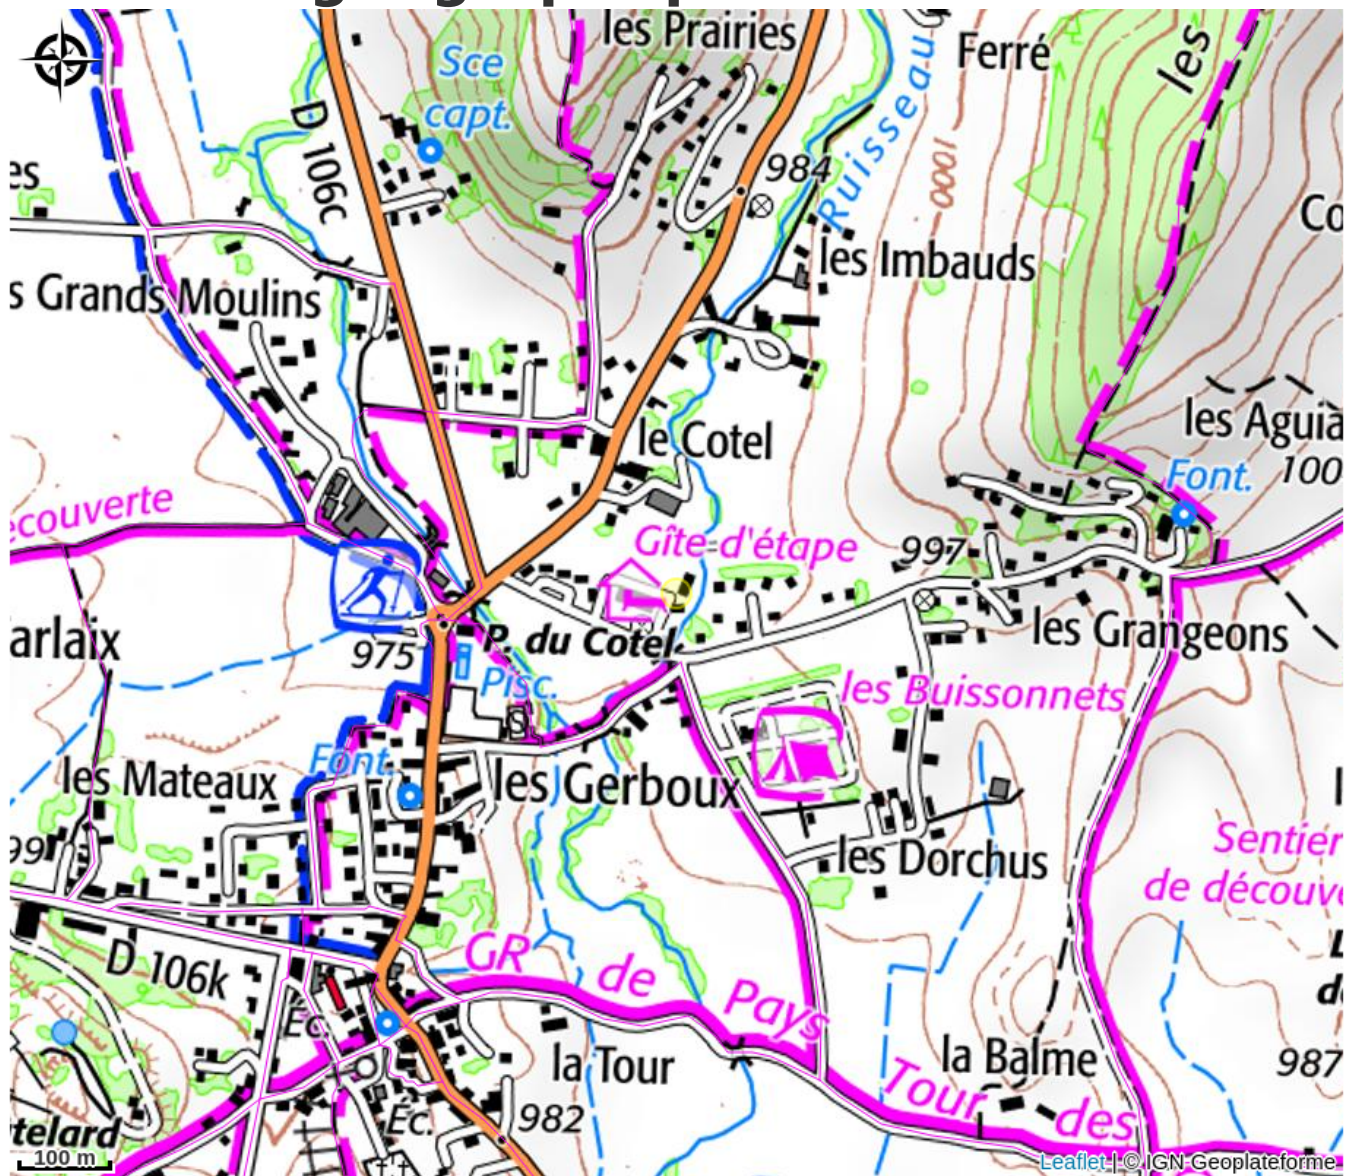 les Prairies
Ferré
les
Sce
capt.
D 106c
984
Ruisseau
1000
es
Co
les Imbauds
s Grands Moulins
les Aguia
le Cotel
Font.
100
écouverte
Gîte d'étape
997
arlaix
P. du Cotel
les Grangeons
975
Pisc.
les Buissonnets
Font.
les Mateaux
les Gerboux
99
Sentier
les Dorchus
de découve
GR de Pays
L
D 106k
de
Éc.
la Tour
la Balme
987
Tour des
Éc.
982
telard
100 m
Leaflet | © IGN-Geoplateforme